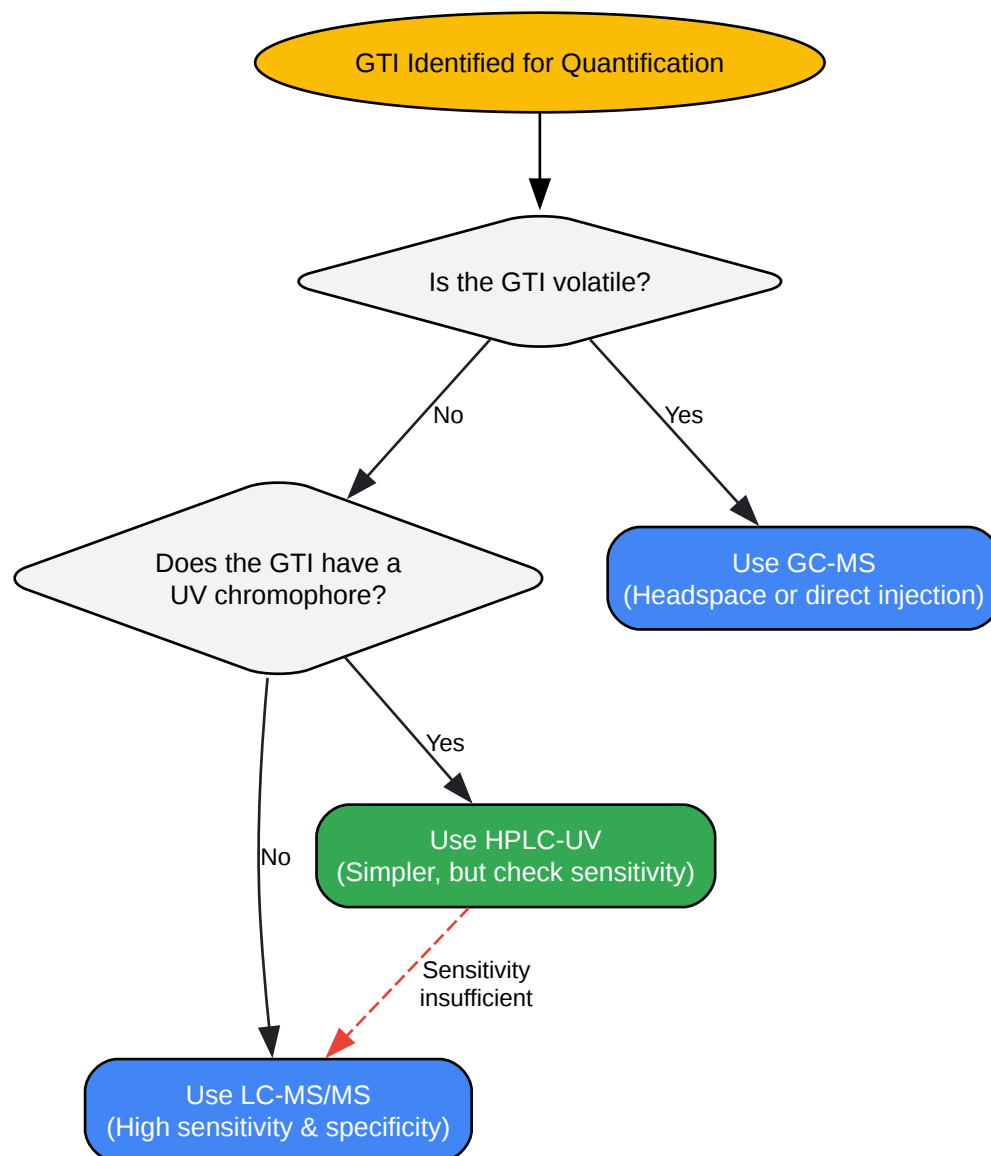 GTI Identified for Quantification
Is the GTI volatile?
No
Yes
Does the GTI have a
UV chromophore?
Use GC-MS
(Headspace or direct injection)
Yes
No
Use HPLC-UV
(Simpler, but check sensitivity)
Sensitivity
insufficient
Use LC-MS/MS
(High sensitivity & specificity)